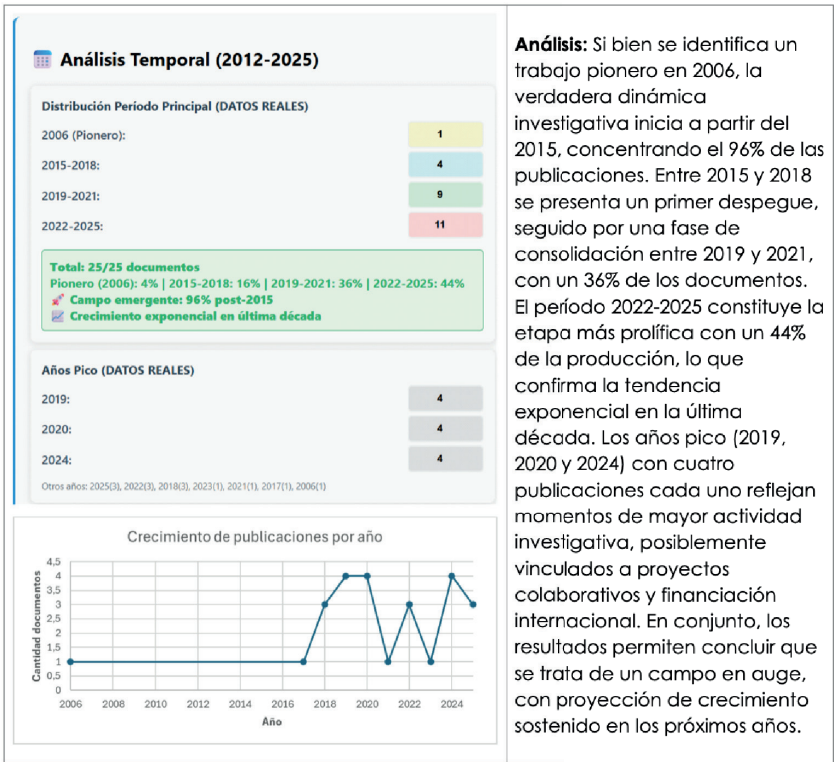 Análisis Temporal (2012-2025)
Distribución Período Principal (DATOS REALES)
2006 (Pionero): 1
2015-2018: 4
2019-2021: 9
2022-2025: 11
Total: 25/25 documentos
Pionero (2006): 4% | 2015-2018: 16% | 2019-2021: 36% | 2022-2025: 44%
🚀 Campo emergente: 96% post-2015
📈 Crecimiento exponencial en última década
Años Pico (DATOS REALES)
2019: 4
2020: 4
2024: 4
Otros años: 2025(3), 2022(3), 2018(3), 2023(1), 2021(1), 2017(1), 2006(1)
Crecimiento de publicaciones por año
Cantidad documentos
4,5
4
3,5
3
2,5
2
1,5
1
0,5
0
2006 2008 2010 2012 2014 2016 2018 2020 2022 2024
Año
Análisis: Si bien se identifica un
trabajo pionero en 2006, la
verdadera dinámica
investigativa inicia a partir del
2015, concentrando el 96% de las
publicaciones. Entre 2015 y 2018
se presenta un primer despegue,
seguido por una fase de
consolidación entre 2019 y 2021,
con un 36% de los documentos.
El período 2022-2025 constituye la
etapa más prolífica con un 44%
de la producción, lo que
confirma la tendencia
exponencial en la última
década. Los años pico (2019,
2020 y 2024) con cuatro
publicaciones cada uno reflejan
momentos de mayor actividad
investigativa, posiblemente
vinculados a proyectos
colaborativos y financiación
internacional. En conjunto, los
resultados permiten concluir que
se trata de un campo en auge,
con proyección de crecimiento
sostenido en los próximos años.